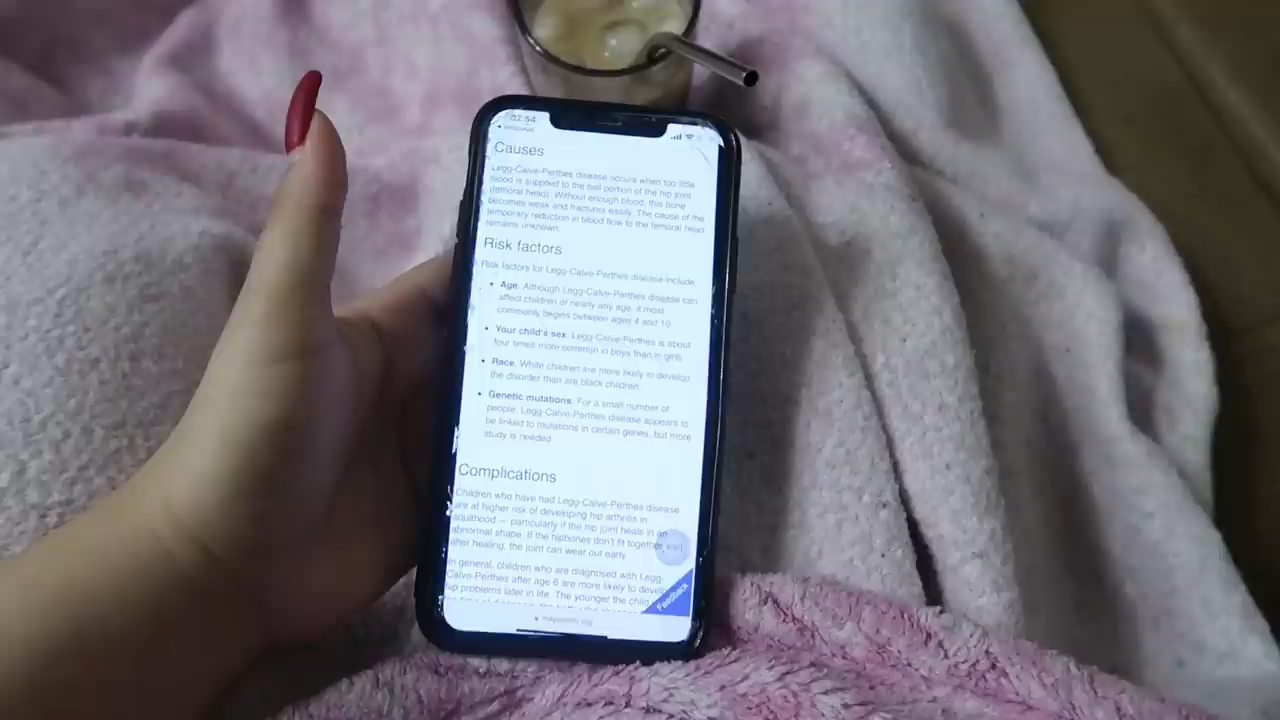 02:54
WhatsApp
Causes
Legg-Calve-Perthes disease occurs when too little
blood is supplied to the ball portion of the hip joint
(femoral head). Without enough blood, this bone
becomes weak and fractures easily. The cause of the
temporary reduction in blood flow to the femoral head
remains unknown.
Risk factors
Risk factors for Legg-Calve-Perthes disease include
• Age. Although Legg-Calve-Perthes disease can
affect children of nearly any age, it most
commonly begins between ages 4 and 10.
• Your child's sex. Legg-Calve-Perthes is about
four times more common in boys than in girls.
• Race. White children are more likely to develop
the disorder than are black children.
• Genetic mutations. For a small number of
people, Legg-Calve-Perthes disease appears to
be linked to mutations in certain genes, but more
study is needed.
Complications
Children who have had Legg-Calve-Perthes disease
are at higher risk of developing hip arthritis in
adulthood — particularly if the hip joint heals in an
abnormal shape. If the hipbones don't fit together
after healing, the joint can wear out early.
In general, children who are diagnosed with Legg-
Calve-Perthes after age 6 are more likely to develop
hip problems later in life. The younger the child
Feedback
mayoclinic.org